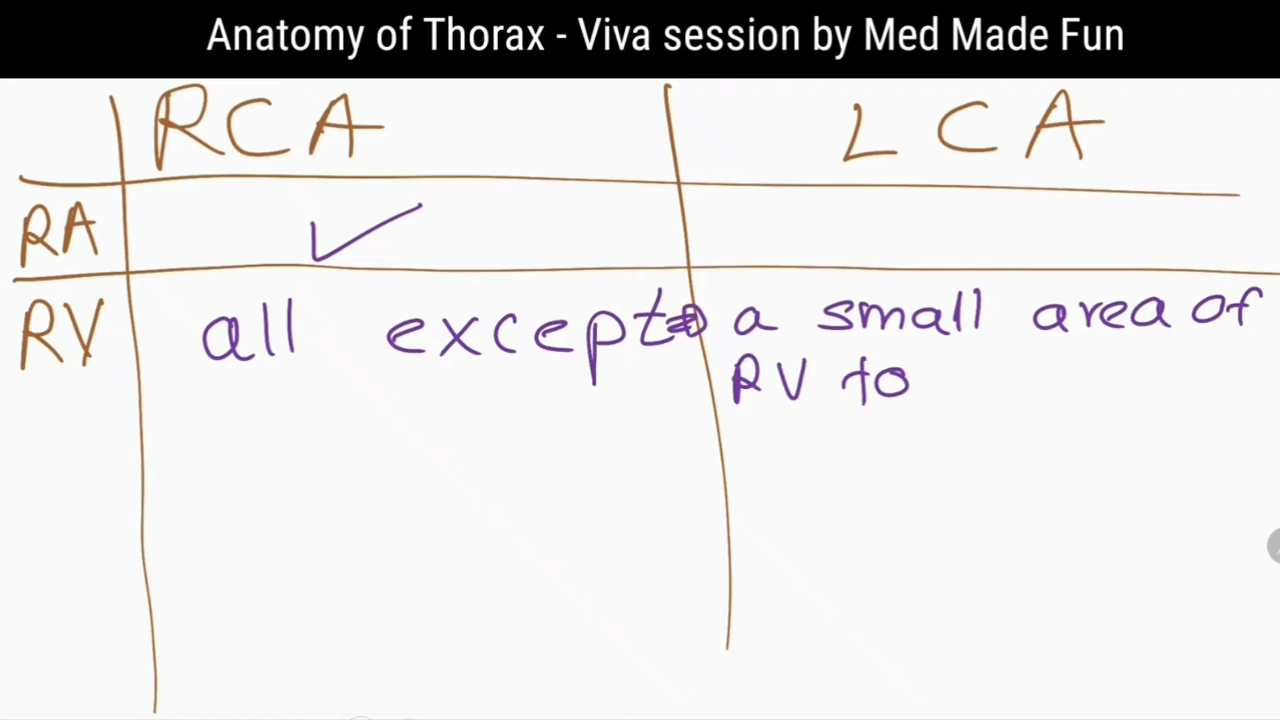 Anatomy of Thorax - Viva session by Med Made Fun
RCA LCA
RA ✓
RV all except a small area of
RV to